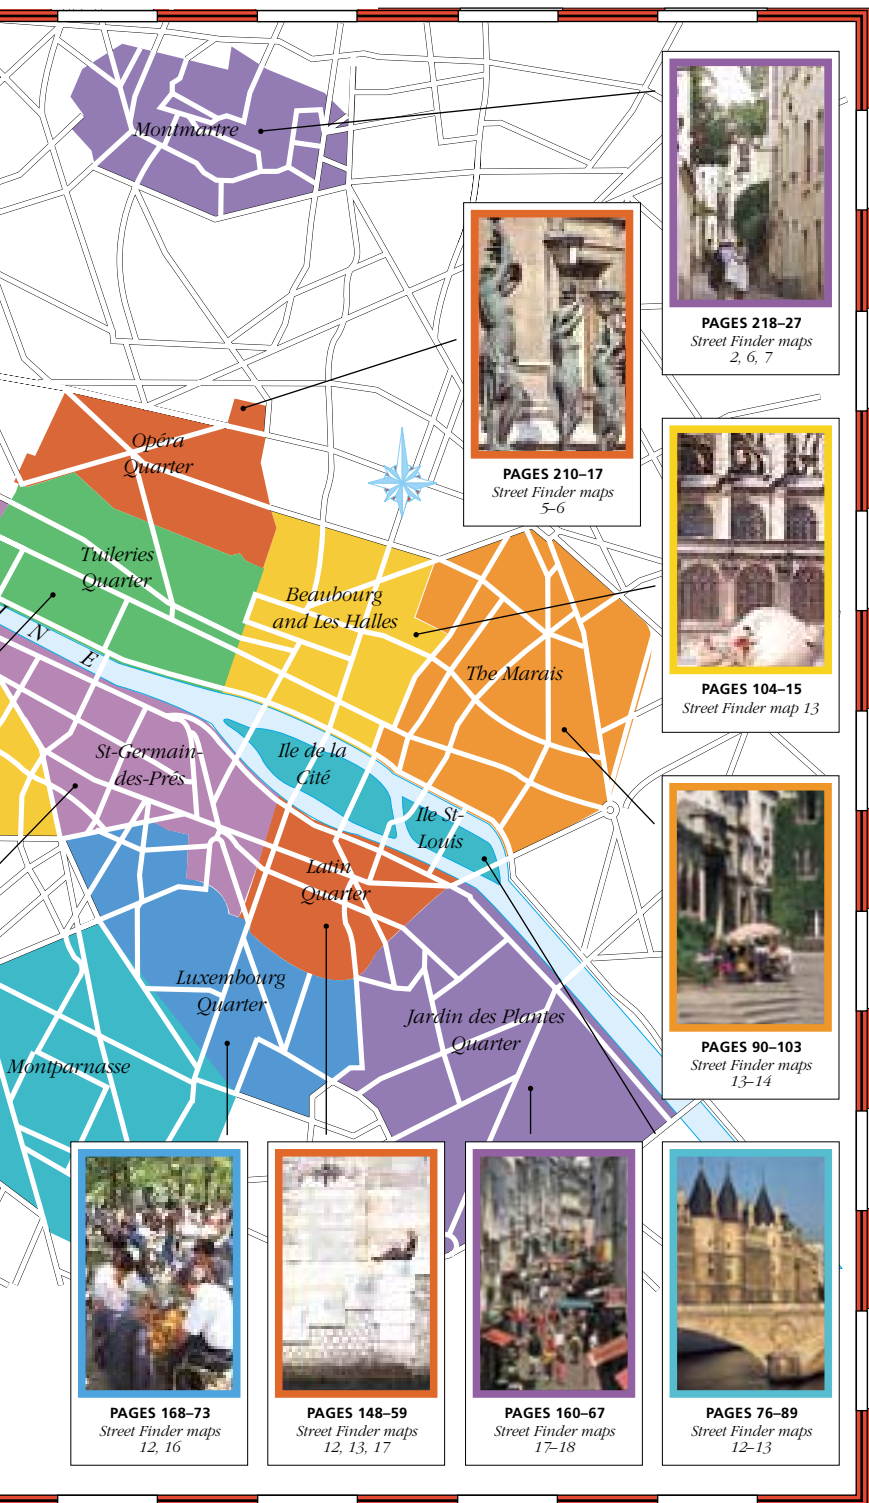 Montmartre
PAGES 218–27
Street Finder maps
2, 6, 7
Opéra
Quarter
PAGES 210–17
Street Finder maps
5–6
Tuileries
Quarter
Beaubourg
and Les Halles
N
E
The Marais
PAGES 104–15
Street Finder map 13
St-Germain-
des-Prés
Ile de la
Cité
Ile St-
Louis
Latin
Quarter
Luxembourg
Quarter
Jardin des Plantes
Quarter
Montparnasse
PAGES 90–103
Street Finder maps
13–14
PAGES 168–73
Street Finder maps
12, 16
PAGES 148–59
Street Finder maps
12, 13, 17
PAGES 160–67
Street Finder maps
17–18
PAGES 76–89
Street Finder maps
12–13